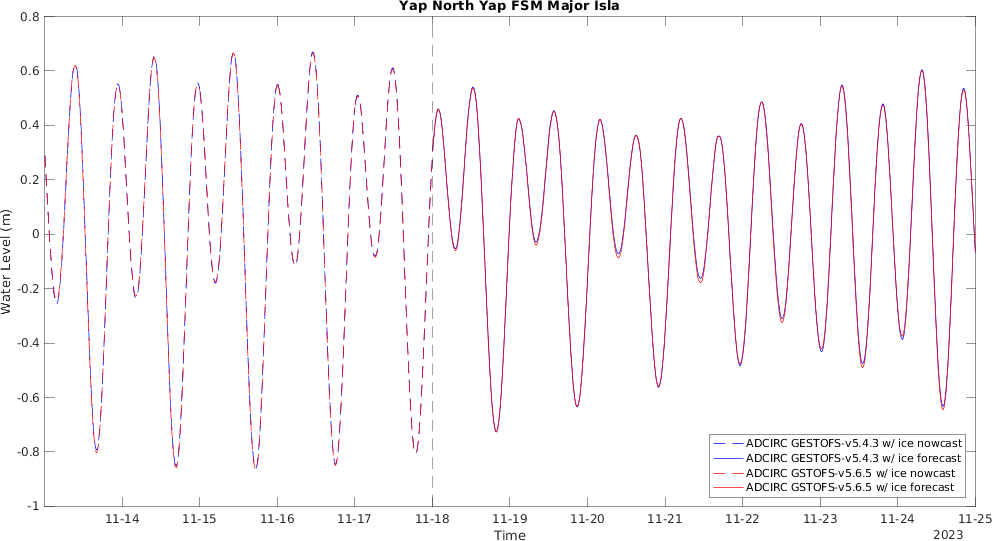 Yap North Yap FSM Major Isla
Water Level (m)
0.8
0.6
0.4
0.2
0
-0.2
-0.4
-0.6
-0.8
-1
ADCIRC GESTOFS-v5.4.3 w/ ice nowcast
ADCIRC GESTOFS-v5.4.3 w/ ice forecast
ADCIRC GSTOFS-v5.6.5 w/ ice nowcast
ADCIRC GSTOFS-v5.6.5 w/ ice forecast
11-14 11-15 11-16 11-17 11-18 11-19 11-20 11-21 11-22 11-23 11-24 11-25
Time
2023